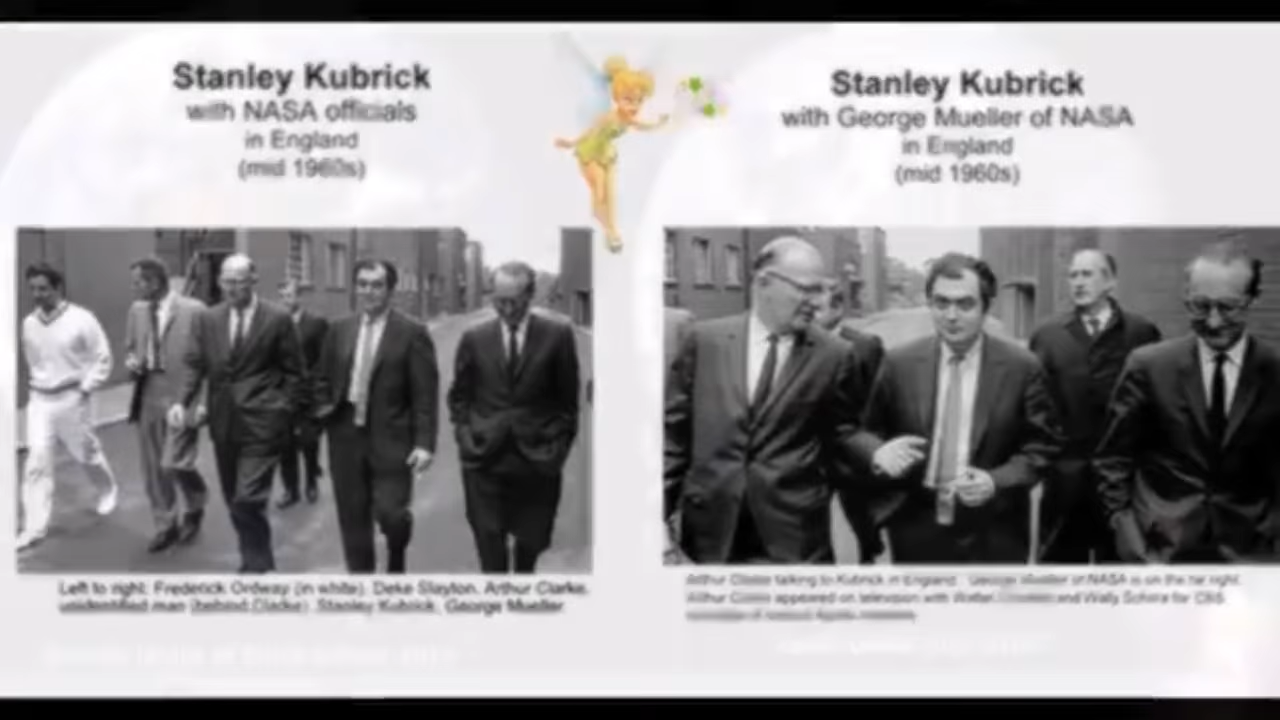 Stanley Kubrick
with NASA officials
in England
(mid 1960s)
Left to right: Frederick Ordway (in white), Deke Slayton, Arthur Clarke,
unidentified man (behind Clarke), Stanley Kubrick, George Mueller
Stanley Kubrick
with George Mueller of NASA
in England
(mid 1960s)
Arthur Clarke talking to Kubrick in England. George Mueller of NASA is on the far right.
Arthur Clarke appeared on television with Walter and Wally Schirra for CBS